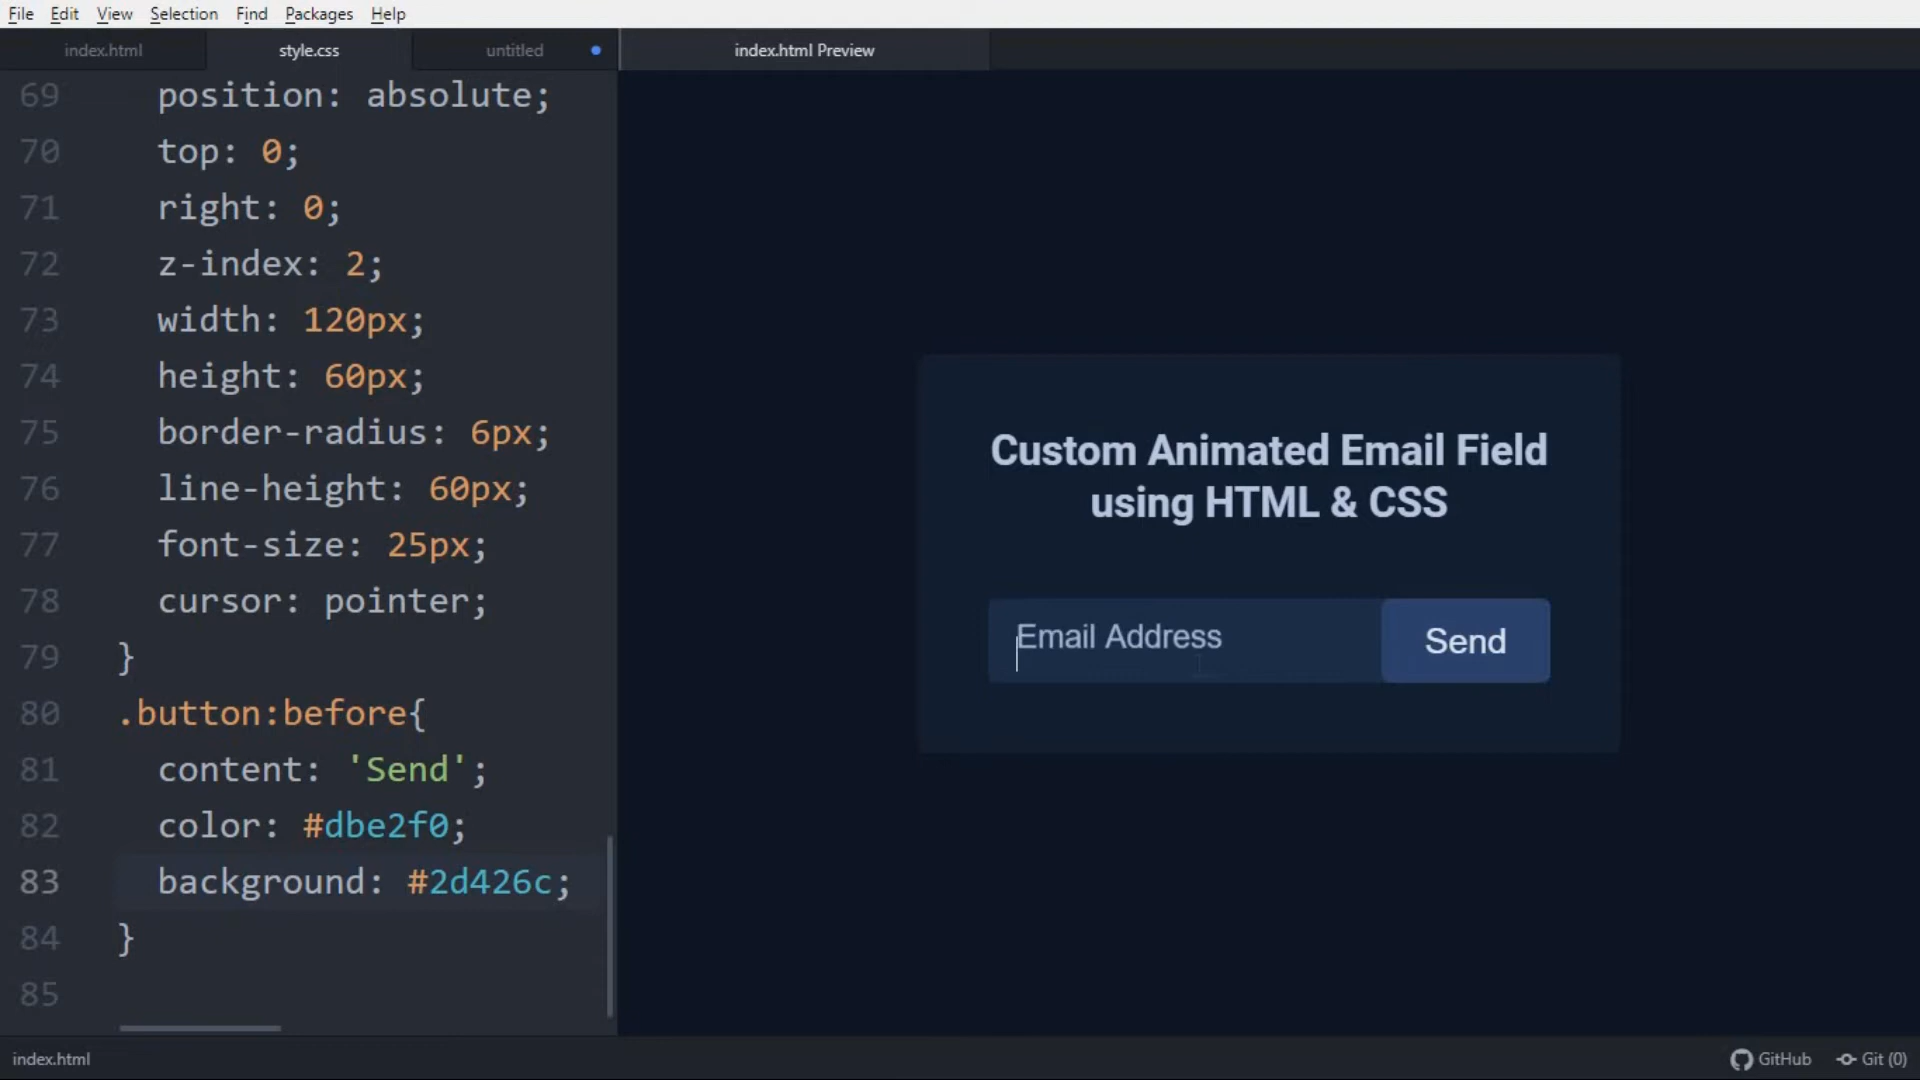 File Edit View Selection Find Packages Help
index.html style.css untitled index.html Preview
69 position: absolute;
70 top: 0;
71 right: 0;
72 z-index: 2;
73 width: 120px;
74 height: 60px;
75 border-radius: 6px;
76 line-height: 60px;
77 font-size: 25px;
78 cursor: pointer;
79 }
80 .button:before{
81 content: 'Send';
82 color: #dbe2f0;
83 background: #2d426c;
84 }
85
Custom Animated Email Field
using HTML & CSS
Email Address Send
index.html GitHub Git (0)